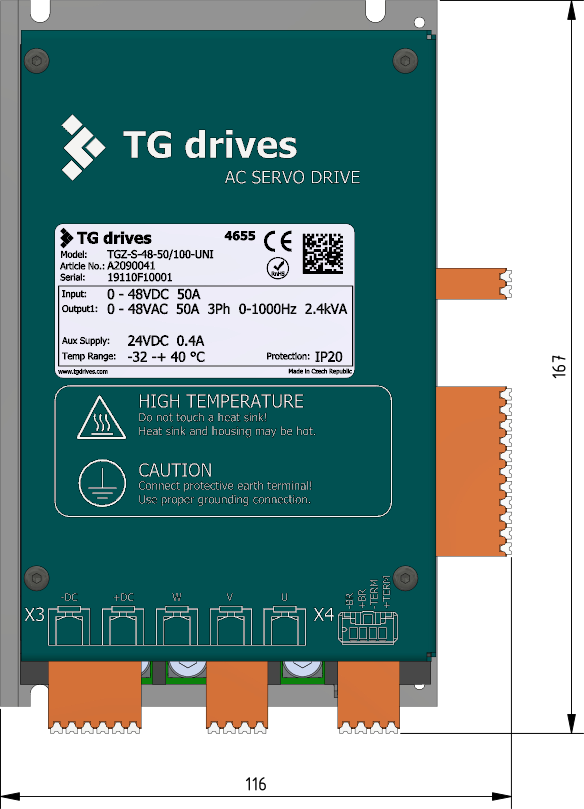 TG drives
AC SERVO DRIVE
TG drives 4655 CE
RoHS
Model: TGZ-S-48-50/100-UNI
Article No.: A2090041
Serial: 19110F10001
Input: 0 - 48VDC 50A
Output1: 0 - 48VAC 50A 3Ph 0-1000Hz 2.4kVA
Aux Supply: 24VDC 0.4A
Temp Range: -32 -+ 40 °C Protection: IP20
www.tgdrives.com Made in Czech Republic
HIGH TEMPERATURE
Do not touch a heat sink!
Heat sink and housing may be hot.
CAUTION
Connect protective earth terminal!
Use proper grounding connection.
X3 -DC +DC W V U X4 -BR +BR -TERM +TERM
167
116